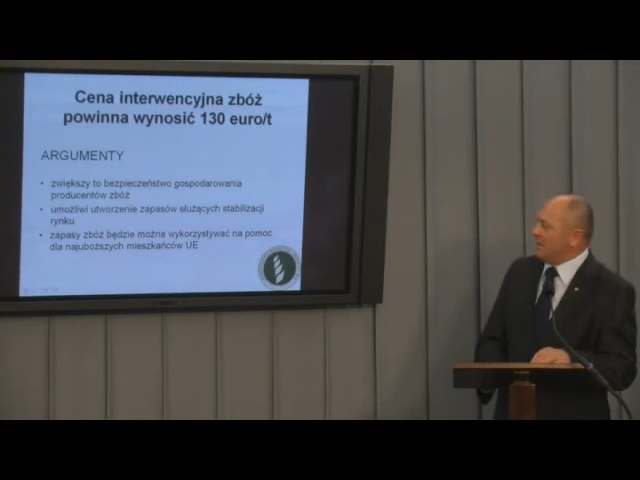 Cena interwencyjna zbóż
powinna wynosić 130 euro/t
ARGUMENTY
• zwiększy to bezpieczeństwo gospodarowania
producentów zbóż
• umożliwi utworzenie zapasów służących stabilizacji
rynku
• zapasy zbóż będzie można wykorzystywać na pomoc
dla najuboższych mieszkańców UE